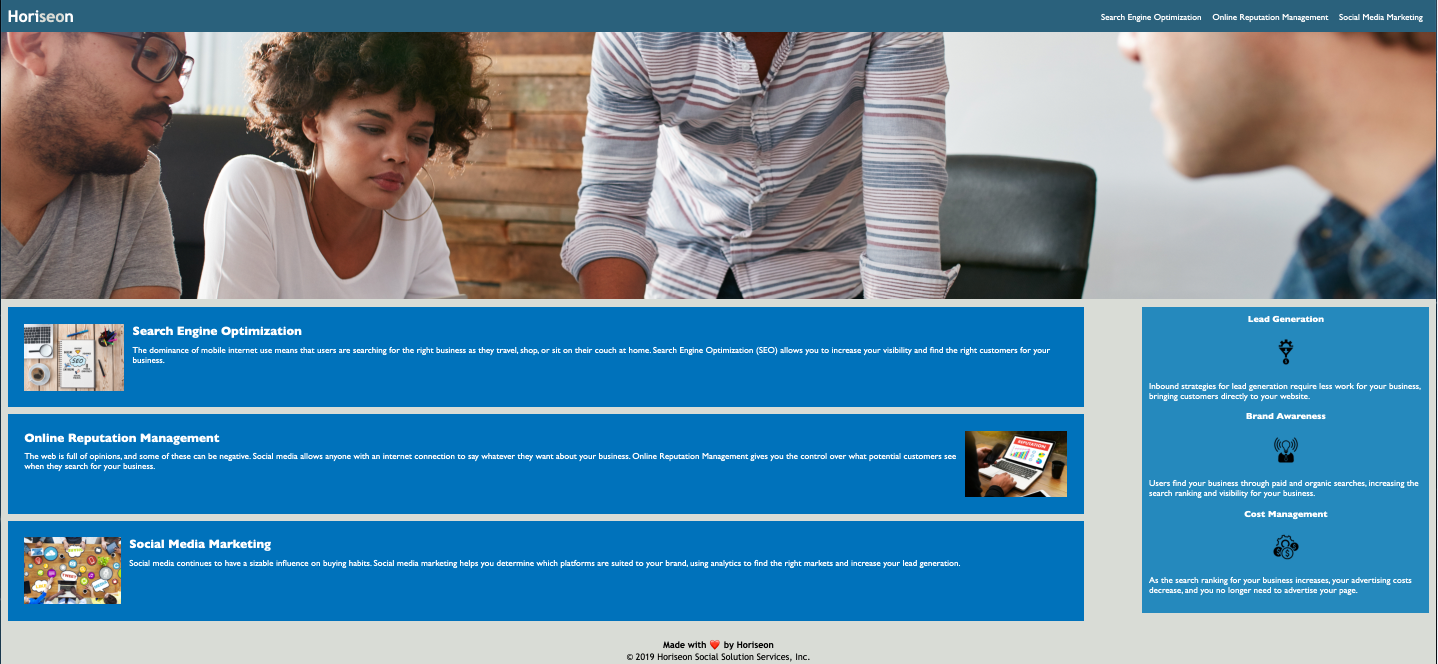 Horiseon
Search Engine Optimization Online Reputation Management Social Media Marketing
Search Engine Optimization
The dominance of mobile internet use means that users are searching for the right business as they travel, shop, or sit on their couch at home. Search Engine Optimization (SEO) allows you to increase your visibility and find the right customers for your
business.
SEO
Online Reputation Management
The web is full of opinions, and some of these can be negative. Social media allows anyone with an internet connection to say whatever they want about your business. Online Reputation Management gives you the control over what potential customers see
when they search for your business.
REPUTATION
Social Media Marketing
Social media continues to have a sizable influence on buying habits. Social media marketing helps you determine which platforms are suited to your brand, using analytics to find the right markets and increase your lead generation.
TWEET
Lead Generation
Inbound strategies for lead generation require less work for your business,
bringing customers directly to your website.
Brand Awareness
Users find your business through paid and organic searches, increasing the
search ranking and visibility for your business.
Cost Management
As the search ranking for your business increases, your advertising costs
decrease, and you no longer need to advertise your page.
Made with ❤️ by Horiseon
© 2019 Horiseon Social Solution Services, Inc.